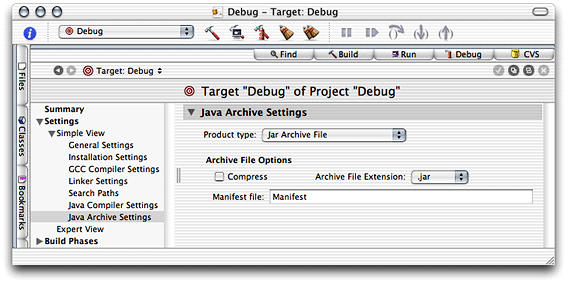 Debug – Target: Debug
Debug
Find Build Run Debug CVS
Target: Debug
Target "Debug" of Project "Debug"
Files
Classes
Bookmarks
Summary
Settings
Simple View
General Settings
Installation Settings
GCC Compiler Settings
Linker Settings
Search Paths
Java Compiler Settings
Java Archive Settings
Expert View
Build Phases
Java Archive Settings
Product type: Jar Archive File
Archive File Options
Compress Archive File Extension: .jar
Manifest file: Manifest